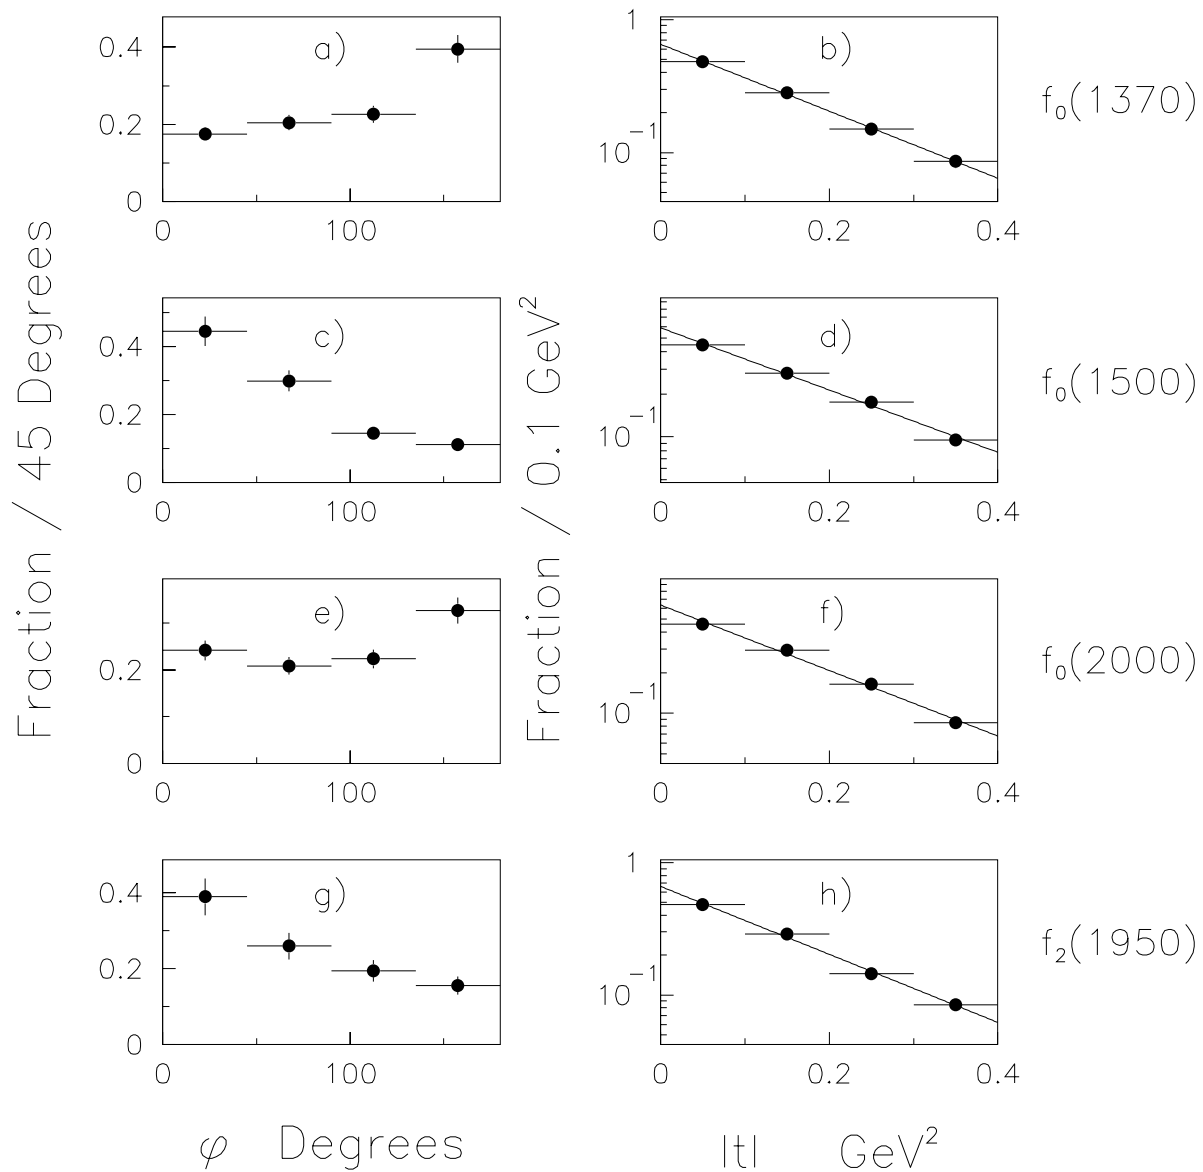 0.4
0.2
0
0
100
a)
1
10⁻¹
0
0.2
0.4
b)
f₀(1370)
0.4
0.2
0
0
100
c)
10⁻¹
0
0.2
0.4
d)
f₀(1500)
0.2
0
0
100
e)
10⁻¹
0
0.2
0.4
f)
f₀(2000)
0.4
0.2
0
0
100
g)
1
10⁻¹
0
0.2
0.4
h)
f₂(1950)
Fraction / 45 Degrees
Fraction / 0.1 GeV²
φ Degrees
|t| GeV²